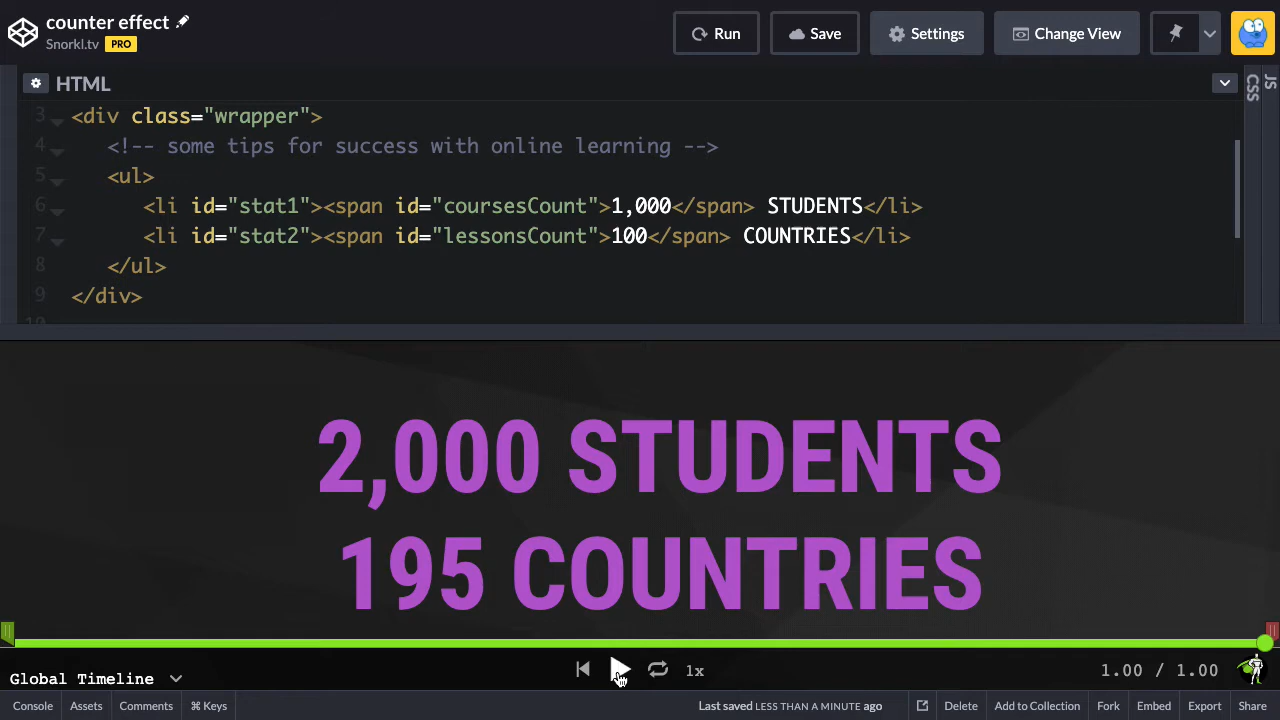 counter effect
Snorkl.tv PRO
Run
Save
Settings
Change View
HTML
CSS
JS
3 <div class="wrapper">
4 <!-- some tips for success with online learning -->
5 <ul>
6 <li id="stat1"><span id="coursesCount">1,000</span> STUDENTS</li>
7 <li id="stat2"><span id="lessonsCount">100</span> COUNTRIES</li>
8 </ul>
9 </div>
10
2,000 STUDENTS
195 COUNTRIES
Global Timeline
1x
1.00 / 1.00
Console Assets Comments ⌘ Keys Last saved LESS THAN A MINUTE ago Delete Add to Collection Fork Embed Export Share